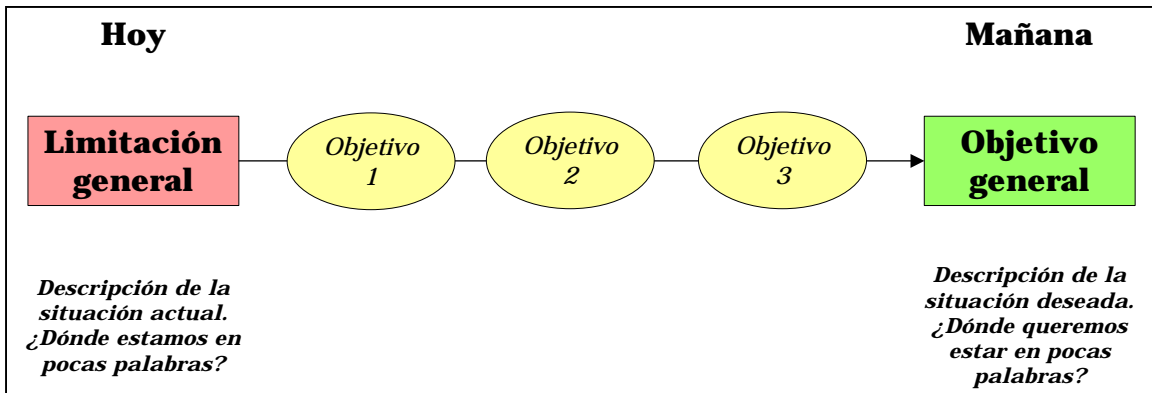 Hoy
Mañana
Limitación
general
Objetivo
1
Objetivo
2
Objetivo
3
Objetivo
general
Descripción de la
situación actual.
¿Dónde estamos en
pocas palabras?
Descripción de la
situación deseada.
¿Dónde queremos
estar en pocas
palabras?